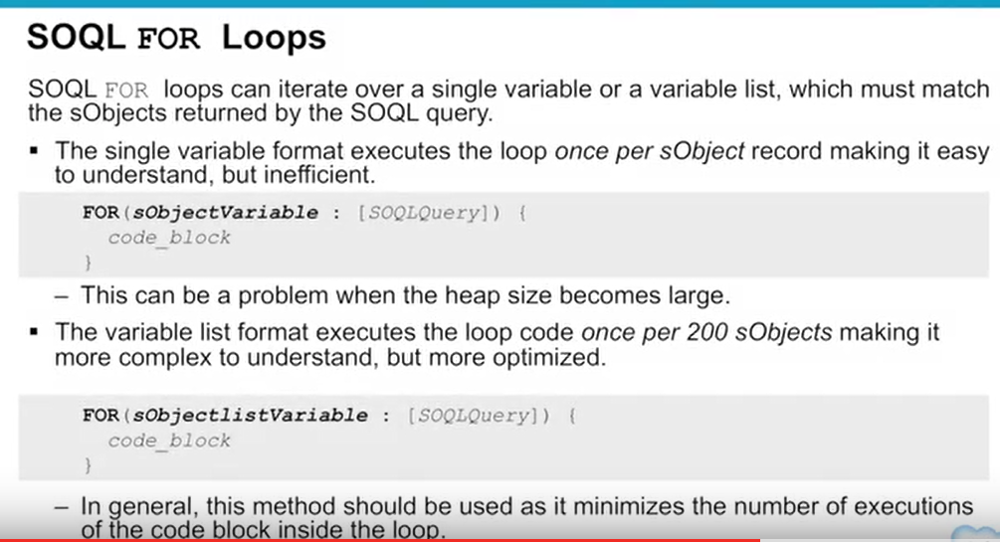 SOQL FOR Loops
SOQL FOR loops can iterate over a single variable or a variable list, which must match
the sObjects returned by the SOQL query.
▪ The single variable format executes the loop once per sObject record making it easy
to understand, but inefficient.
FOR(sObjectVariable : [SOQLQuery]) {
code_block
}
– This can be a problem when the heap size becomes large.
▪ The variable list format executes the loop code once per 200 sObjects making it
more complex to understand, but more optimized.
FOR(sObjectlistVariable : [SOQLQuery]) {
code_block
}
– In general, this method should be used as it minimizes the number of executions
of the code block inside the loop.